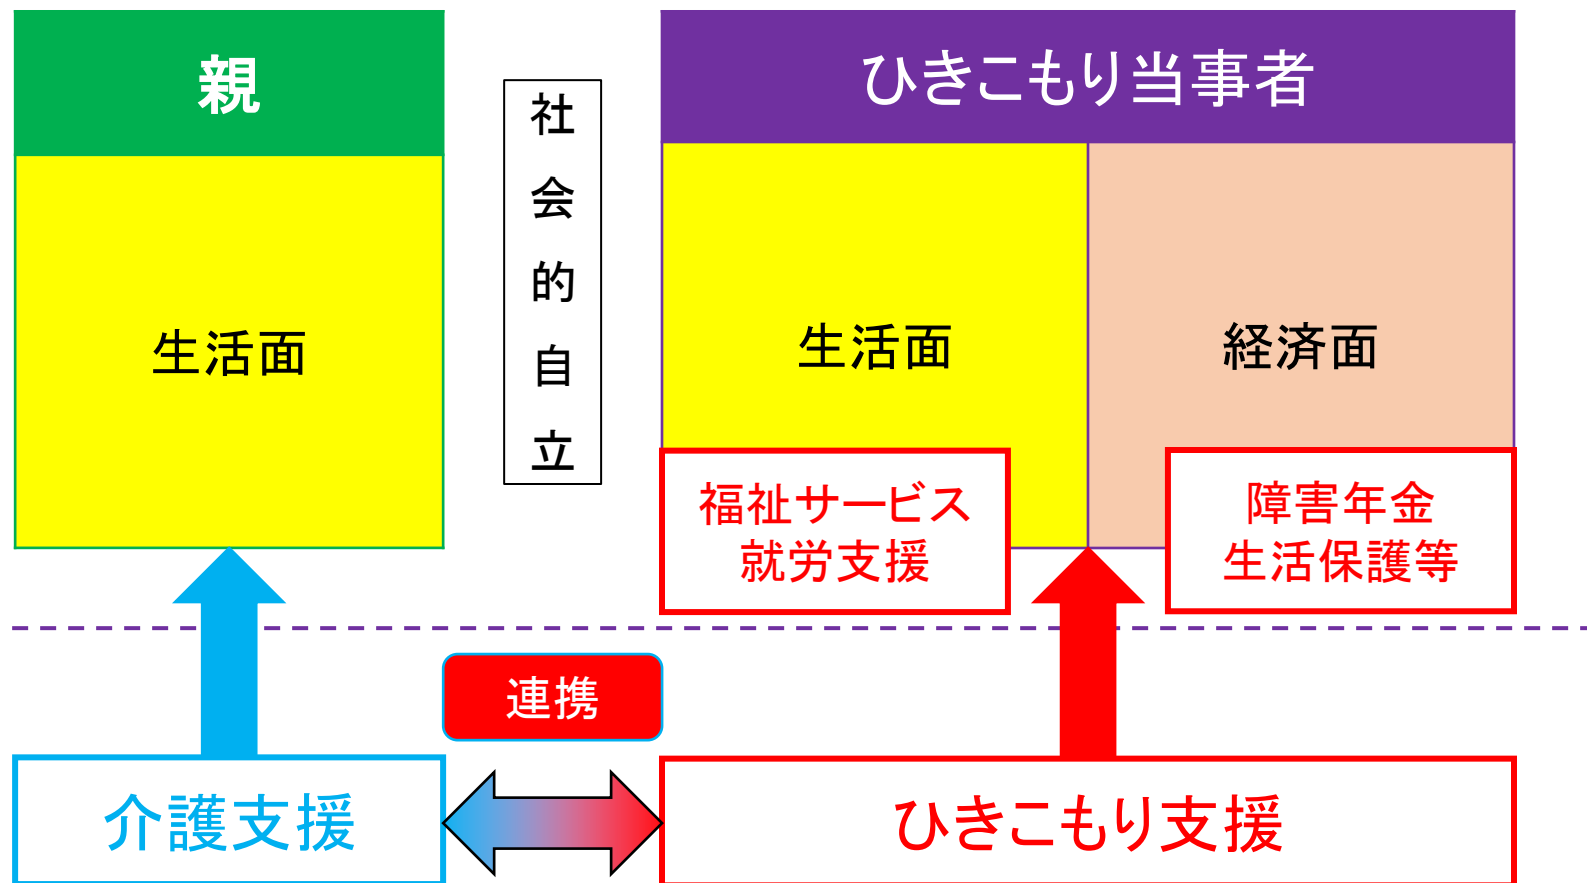 親
社会的自立
ひきこもり当事者
生活面
生活面
経済面
福祉サービス
就労支援
障害年金
生活保護等
連携
介護支援
ひきこもり支援